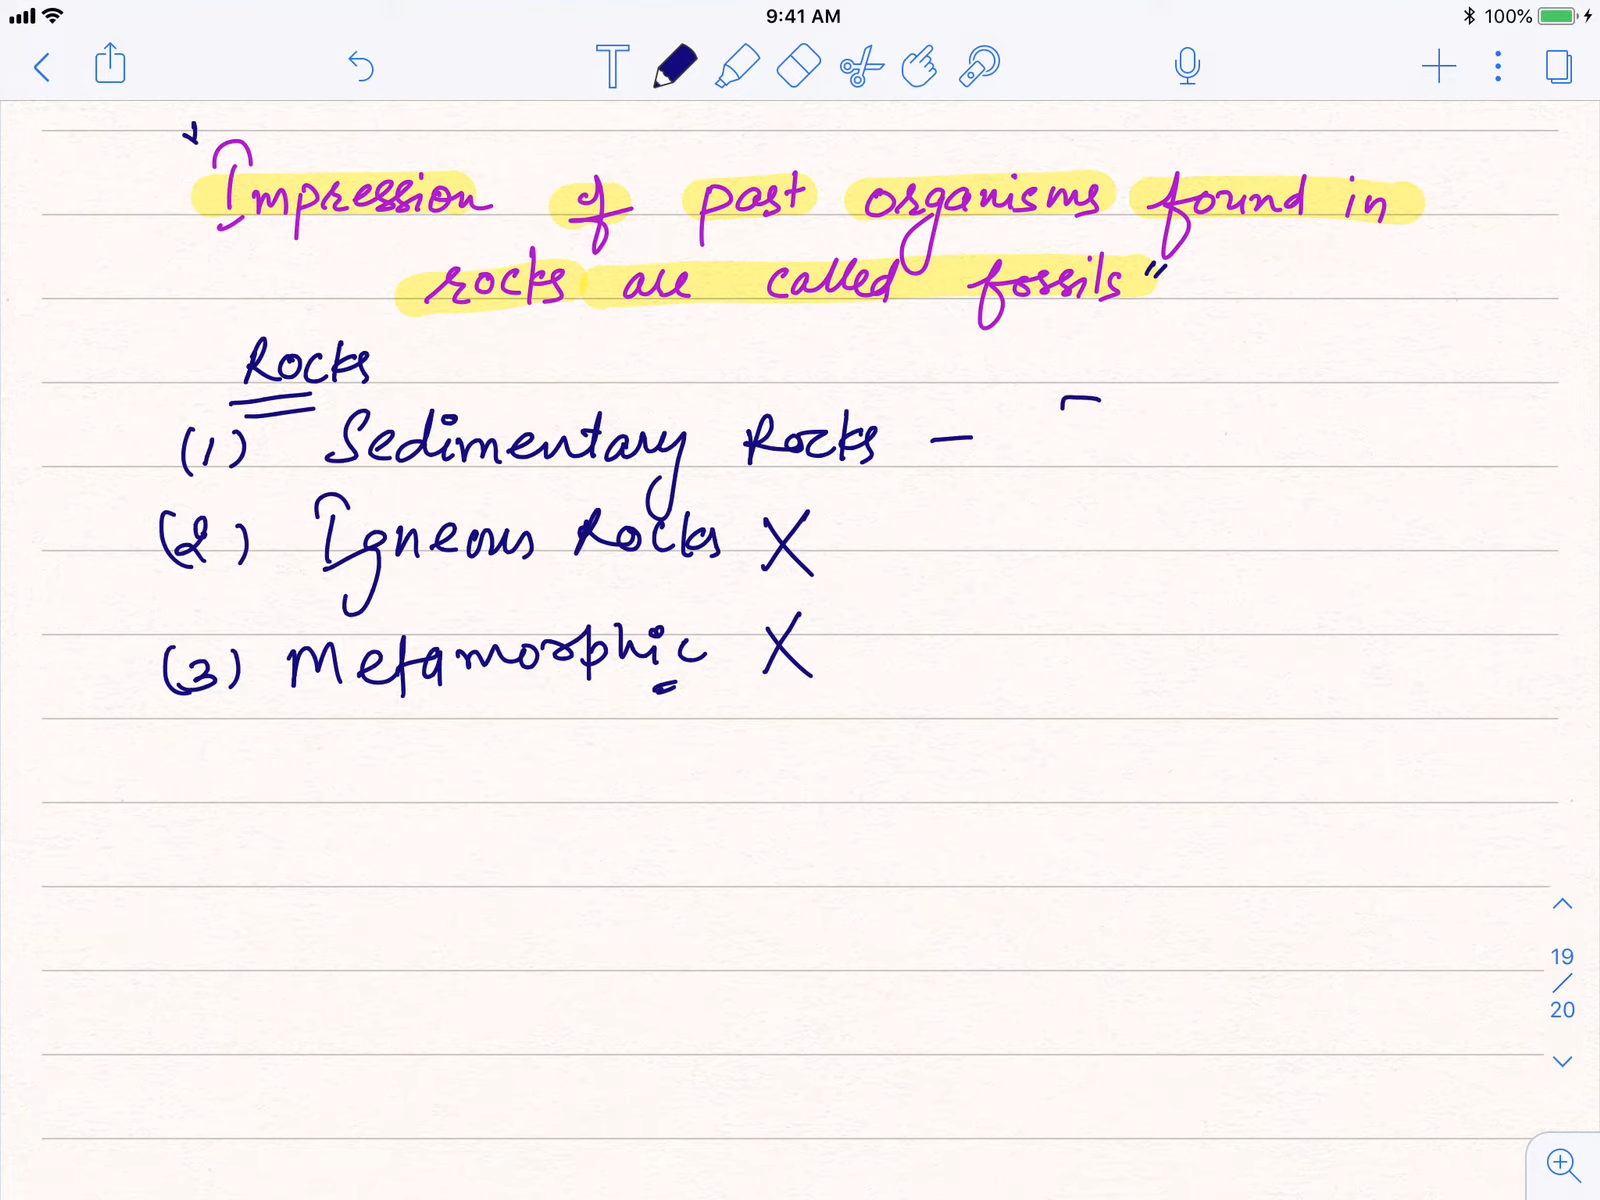 9:41 AM
100%
Impression of past organisms found in
rocks are called fossils"
Rocks
(1) Sedimentary Rocks -
(2) Igneous Rocks X
(3) Metamorphic X
19
/
20